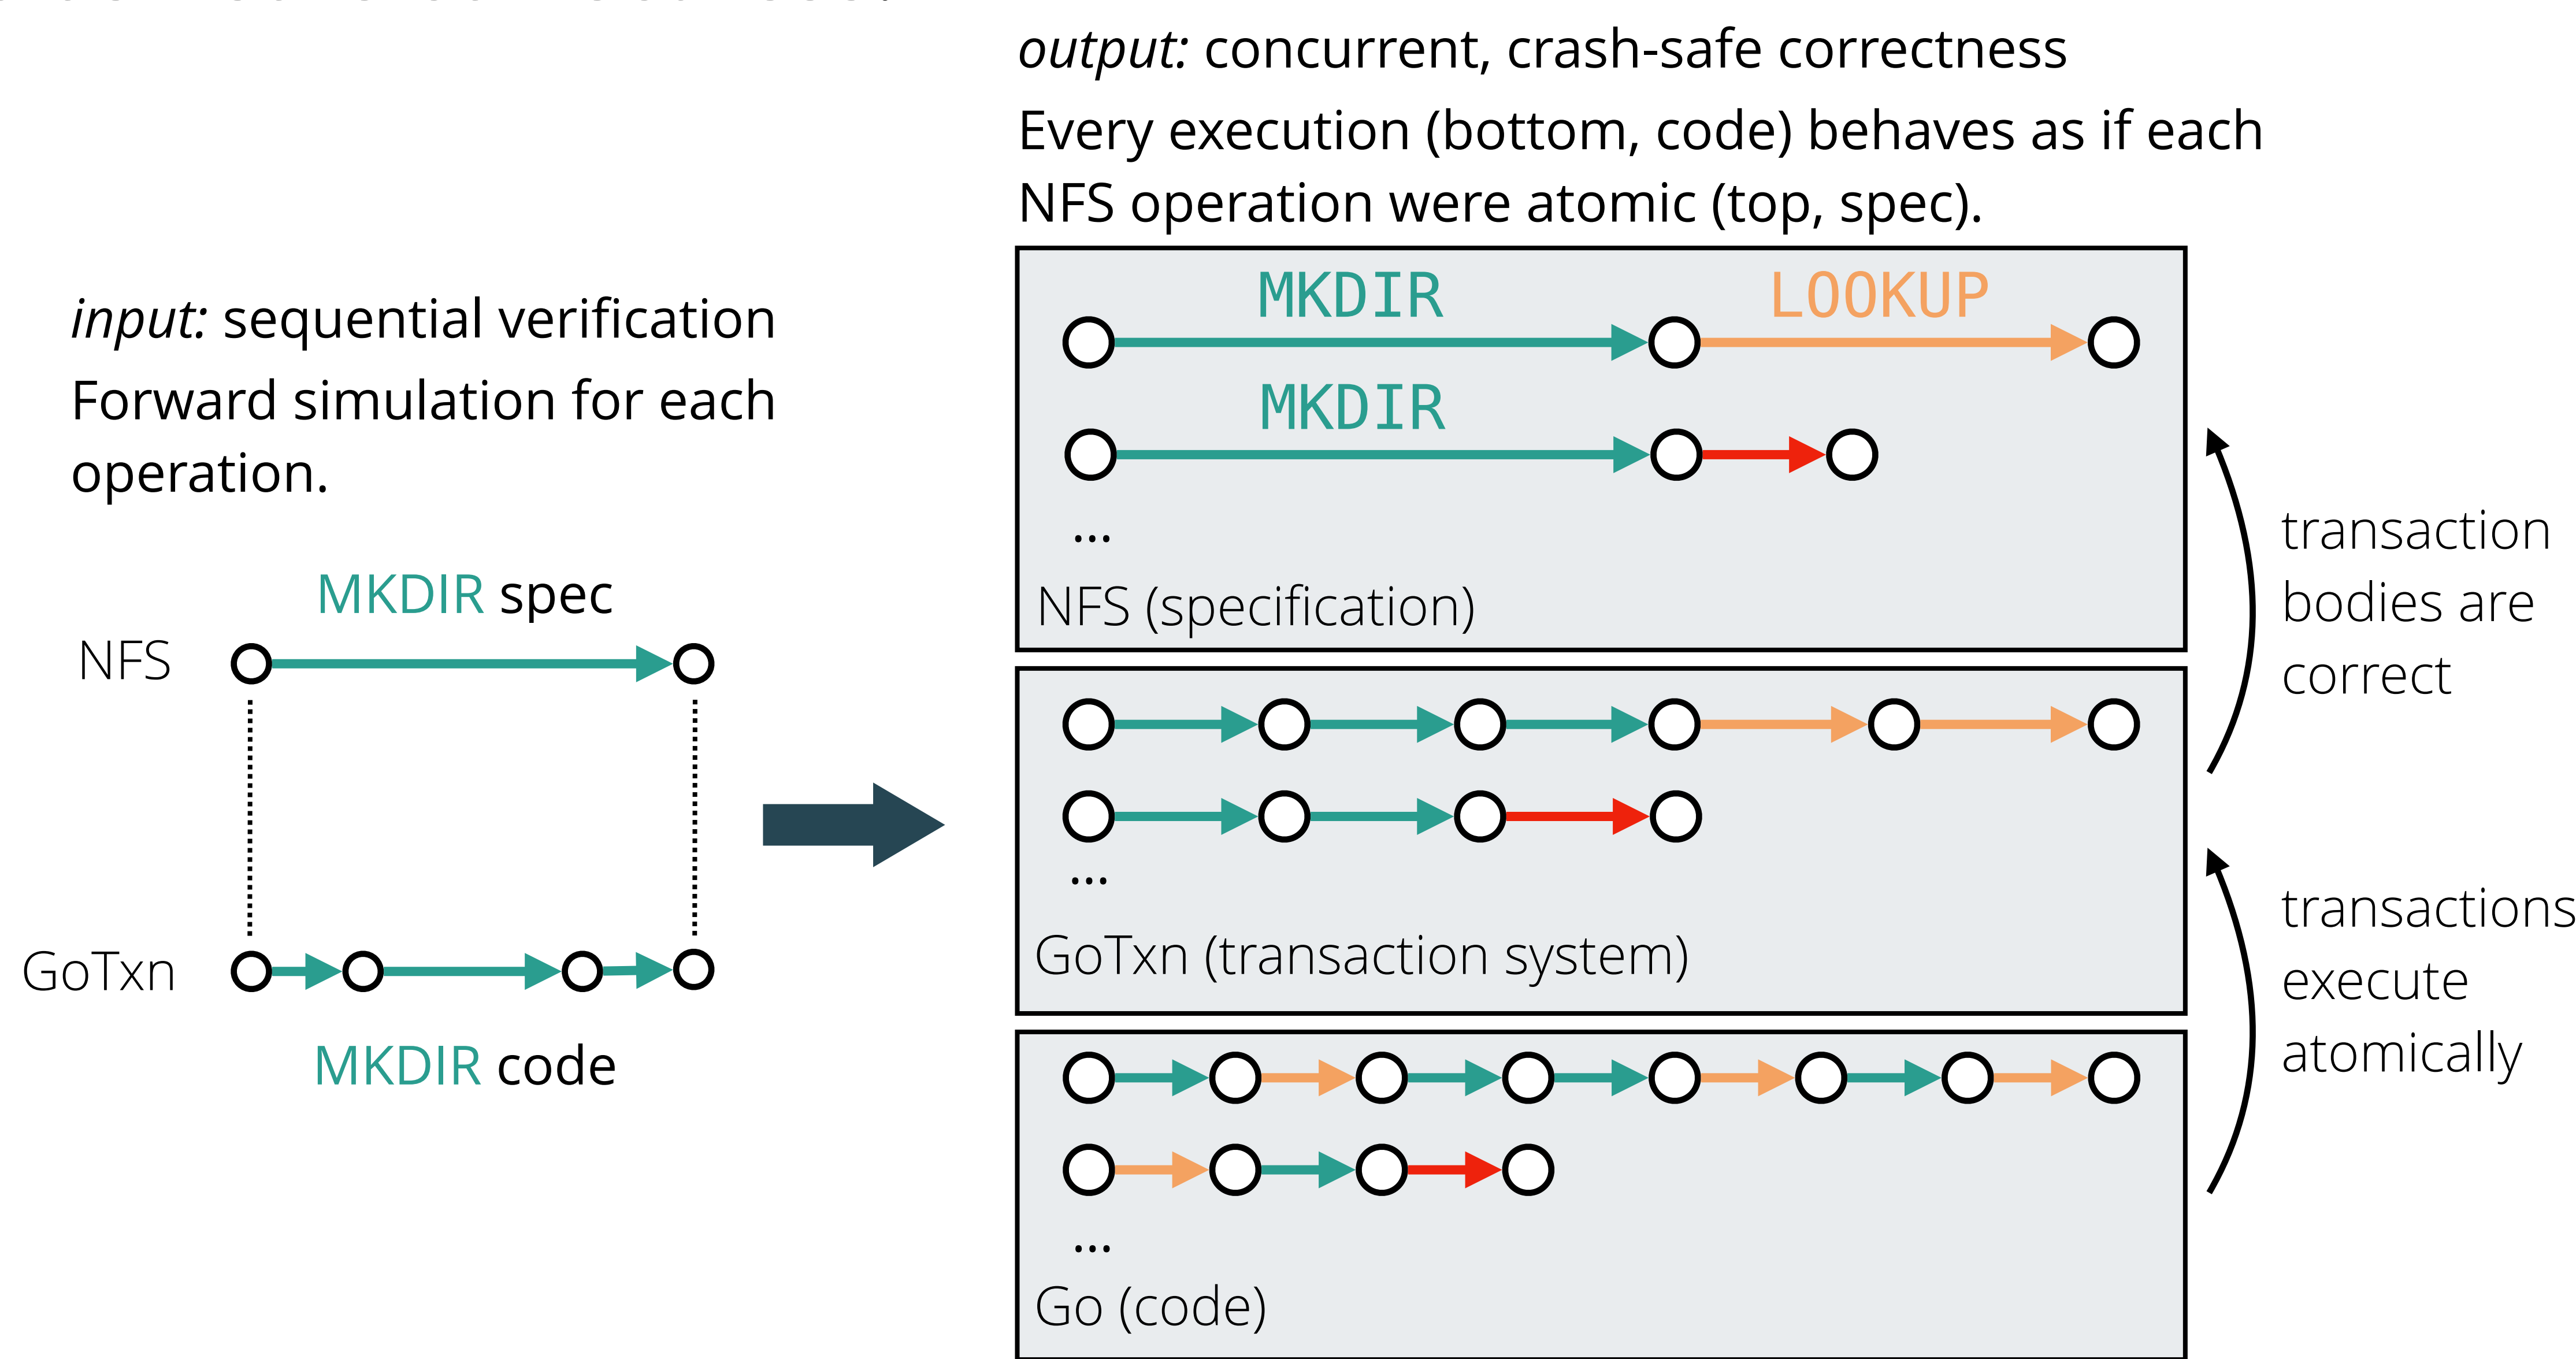 output: concurrent, crash-safe correctness
Every execution (bottom, code) behaves as if each
NFS operation were atomic (top, spec).
input: sequential verification
Forward simulation for each
operation.
MKDIR spec
NFS
GoTxn
MKDIR code
MKDIR LOOKUP
MKDIR
...
NFS (specification)
...
GoTxn (transaction system)
...
Go (code)
transaction
bodies are
correct
transactions
execute
atomically